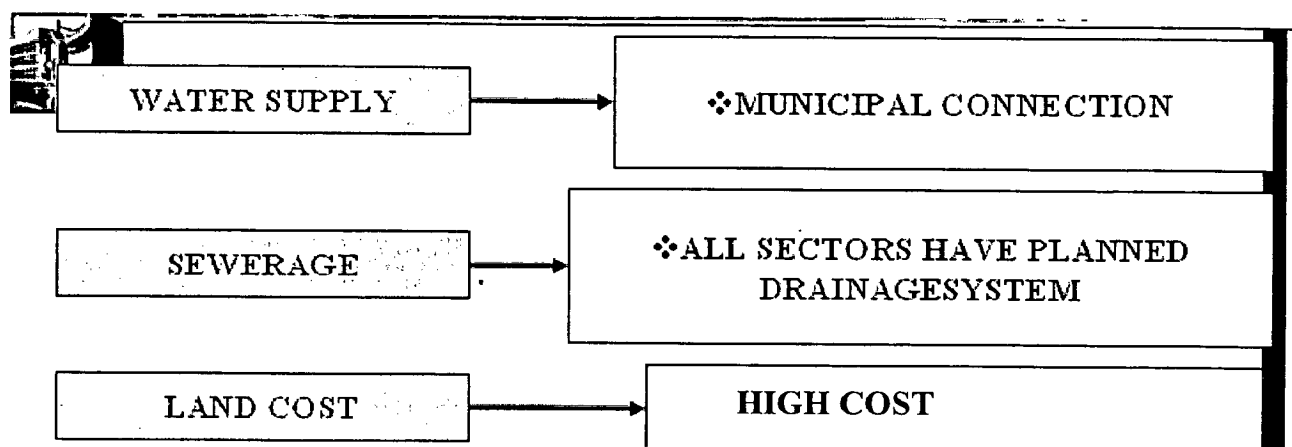 WATER SUPPLY
❖MUNICIPAL CONNECTION
SEWERAGE
❖ALL SECTORS HAVE PLANNED
DRAINAGESYSTEM
LAND COST
HIGH COST